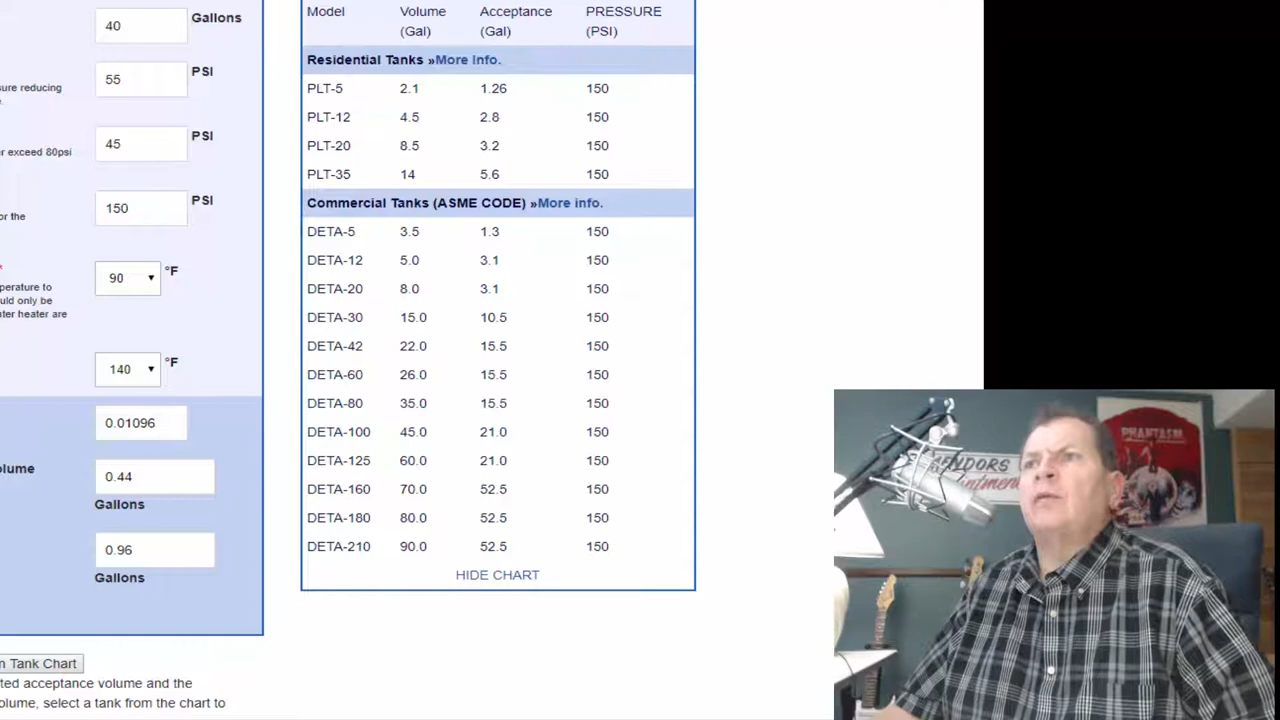 40 Gallons
55 PSI
sure reducing
45 PSI
r exceed 80psi
150 PSI
or the
*
90 °F
perature to
uld only be
nter heater are
140 °F
0.01096
olume
0.44
Gallons
0.96
Gallons
n Tank Chart
ted acceptance volume and the
olume, select a tank from the chart to
Model Volume Acceptance PRESSURE
(Gal) (Gal) (PSI)
Residential Tanks »More Info.
PLT-5 2.1 1.26 150
PLT-12 4.5 2.8 150
PLT-20 8.5 3.2 150
PLT-35 14 5.6 150
Commercial Tanks (ASME CODE) »More info.
DETA-5 3.5 1.3 150
DETA-12 5.0 3.1 150
DETA-20 8.0 3.1 150
DETA-30 15.0 10.5 150
DETA-42 22.0 15.5 150
DETA-60 26.0 15.5 150
DETA-80 35.0 15.5 150
DETA-100 45.0 21.0 150
DETA-125 60.0 21.0 150
DETA-160 70.0 52.5 150
DETA-180 80.0 52.5 150
DETA-210 90.0 52.5 150
HIDE CHART
PHANTASM